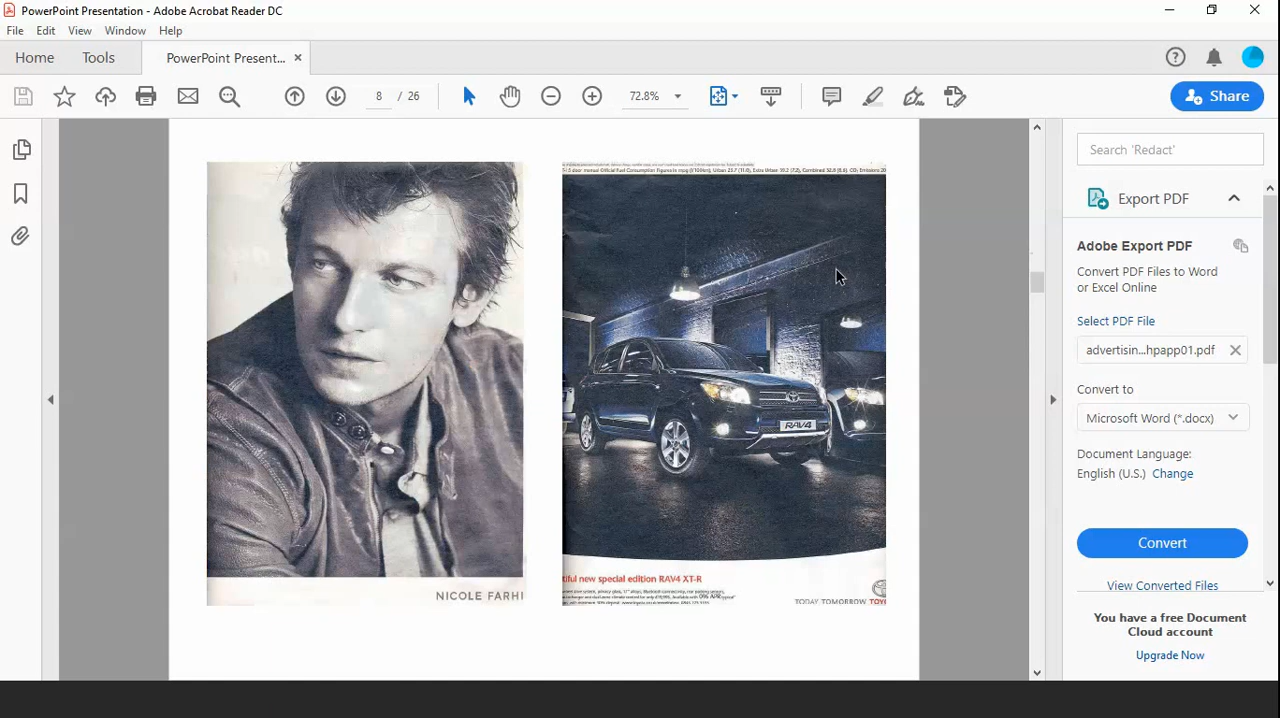 PowerPoint Presentation - Adobe Acrobat Reader DC
File Edit View Window Help
Home Tools PowerPoint Present...
8 / 26 72.8% Share
Search 'Redact'
Export PDF
Adobe Export PDF
Convert PDF Files to Word
or Excel Online
Select PDF File
advertisin...hpapp01.pdf
Convert to
Microsoft Word (*.docx)
Document Language:
English (U.S.) Change
Convert
View Converted Files
You have a free Document
Cloud account
Upgrade Now
NICOLE FARHI
RAV4
tiful new special edition RAV4 XT-R
TODAY TOMORROW TOYO